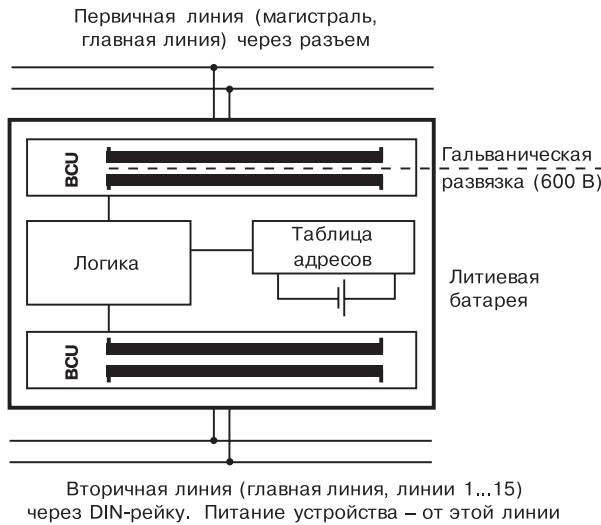 Первичная линия (магистраль,
главная линия) через разъем
BCU
Гальваническая
развязка (600 В)
Логика
Таблица
адресов
Литиевая
батарея
BCU
Вторичная линия (главная линия, линии 1...15)
через DIN-рейку. Питание устройства – от этой линии